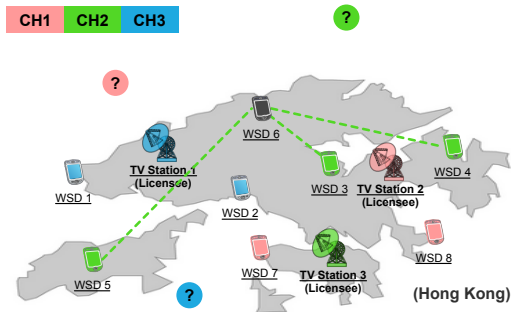 CH1 CH2 CH3
?
?
WSD 6
TV Station 1
(Licensee)
WSD 3
TV Station 2
(Licensee)
WSD 4
WSD 1
WSD 2
WSD 5
?
WSD 7
TV Station 3
(Licensee)
WSD 8
(Hong Kong)